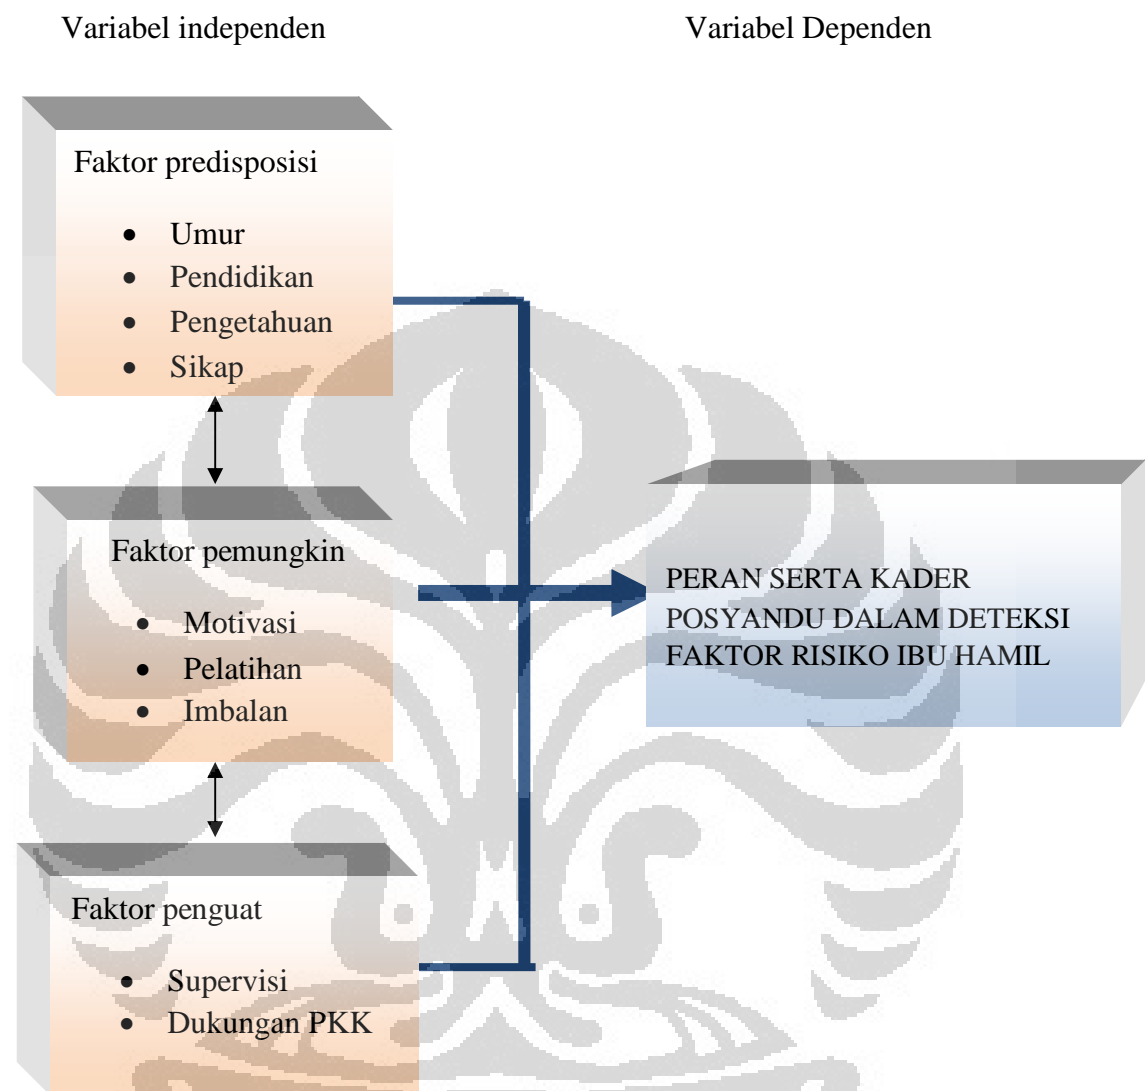 Variabel independen
Variabel Dependen
Faktor predisposisi
• Umur
• Pendidikan
• Pengetahuan
• Sikap
Faktor pemungkin
• Motivasi
• Pelatihan
• Imbalan
Faktor penguat
• Supervisi
• Dukungan PKK
PERAN SERTA KADER
POSYANDU DALAM DETEKSI
FAKTOR RISIKO IBU HAMIL